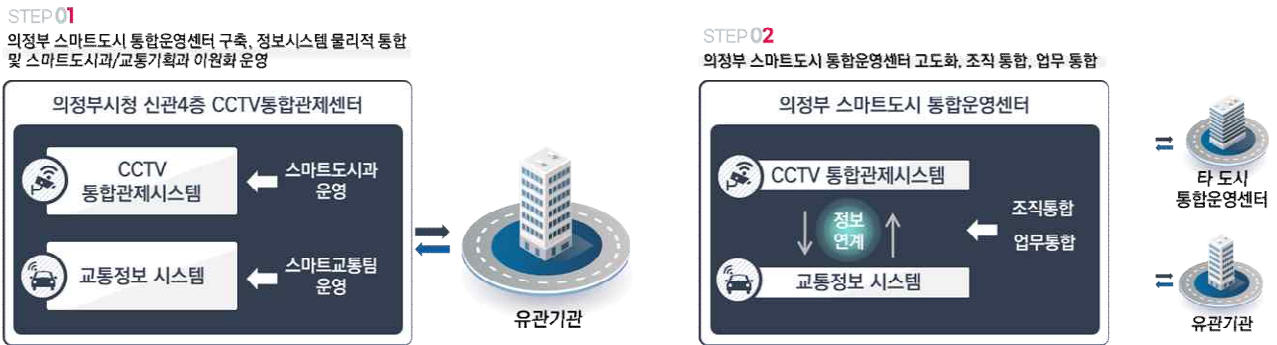 STEP 01
의정부 스마트도시 통합운영센터 구축, 정보시스템 물리적 통합
및 스마트도시과/교통기획과 이원화 운영
의정부시청 신관4층 CCTV통합관제센터
CCTV
통합관제시스템
스마트도시과
운영
교통정보 시스템
스마트교통팀
운영
유관기관
STEP 02
의정부 스마트도시 통합운영센터 고도화, 조직 통합, 업무 통합
의정부 스마트도시 통합운영센터
CCTV 통합관제시스템
정보
연계
교통정보 시스템
조직통합
업무통합
타 도시
통합운영센터
유관기관